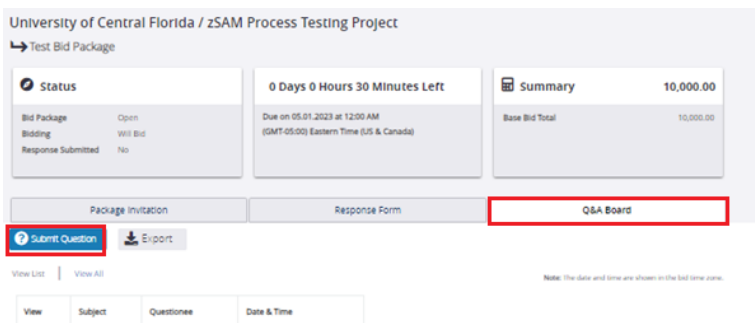 University of Central Florida / zSAM Process Testing Project
Test Bid Package
Status
Bid Package Open
Bidding Will Bid
Response Submitted No
0 Days 0 Hours 30 Minutes Left
Due on 05.01.2023 at 12:00 AM
(GMT-05:00) Eastern Time (US & Canada)
Summary 10,000.00
Base Bid Total 10,000.00
Package Invitation Response Form Q&A Board
Submit Question Export
View List View All
Note: The date and time are shown in the bid time zone.
View Subject Questionee Date & Time